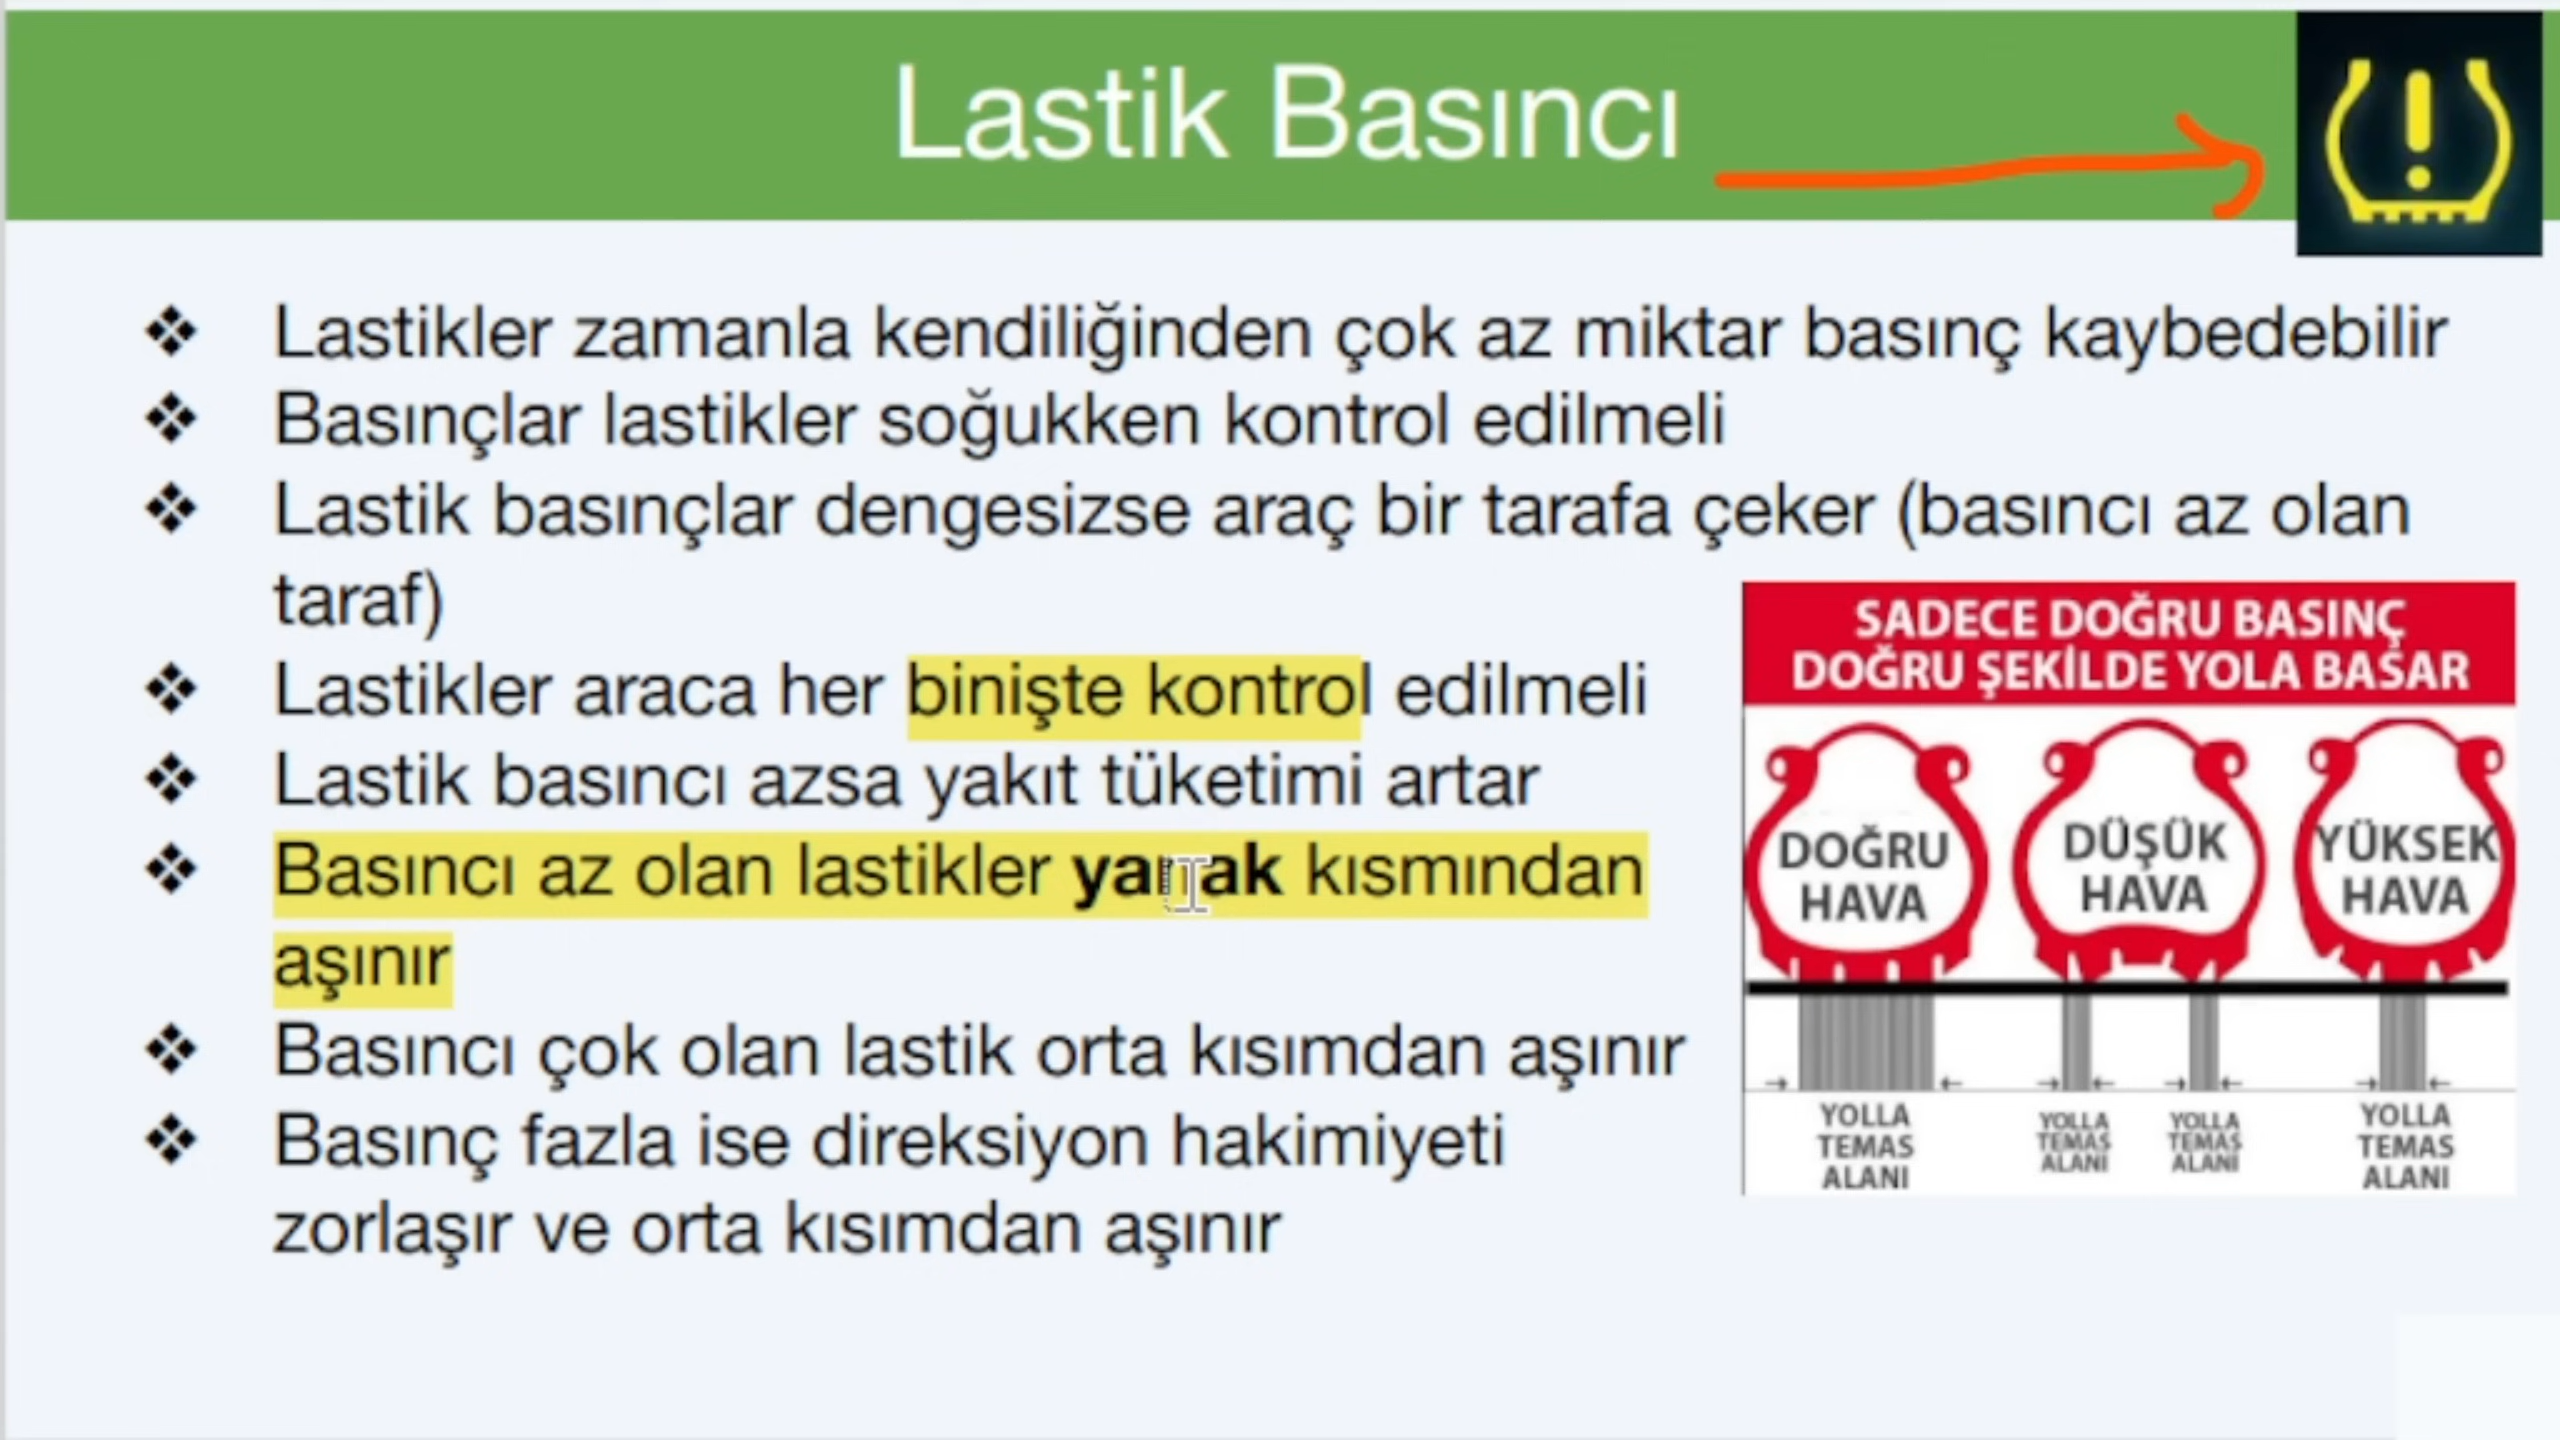 Lastik Basıncı
❖ Lastikler zamanla kendiliğinden çok az miktar basınç kaybedebilir
❖ Basınçlar lastikler soğukken kontrol edilmeli
❖ Lastik basınçlar dengesizse araç bir tarafa çeker (basıncı az olan
taraf)
❖ Lastikler araca her binişte kontrol edilmeli
❖ Lastik basıncı azsa yakıt tüketimi artar
❖ Basıncı az olan lastikler yanak kısmından
aşınır
❖ Basıncı çok olan lastik orta kısımdan aşınır
❖ Basınç fazla ise direksiyon hakimiyeti
zorlaşır ve orta kısımdan aşınır
SADECE DOĞRU BASINÇ
DOĞRU ŞEKİLDE YOLA BASAR
DOĞRU
HAVA
DÜŞÜK
HAVA
YÜKSEK
HAVA
YOLLA
TEMAS
ALANI
YOLLA
TEMAS
ALANI
YOLLA
TEMAS
ALANI
YOLLA
TEMAS
ALANI